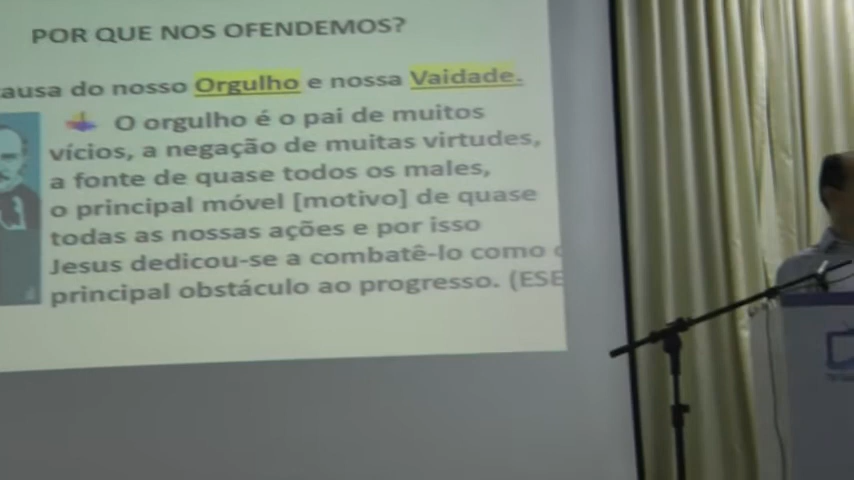 POR QUE NOS OFENDEMOS?
ausa do nosso Orgulho e nossa Vaidade.
O orgulho é o pai de muitos
vícios, a negação de muitas virtudes,
a fonte de quase todos os males,
o principal móvel [motivo] de quase
todas as nossas ações e por isso
Jesus dedicou-se a combatê-lo como
principal obstáculo ao progresso. (ESE